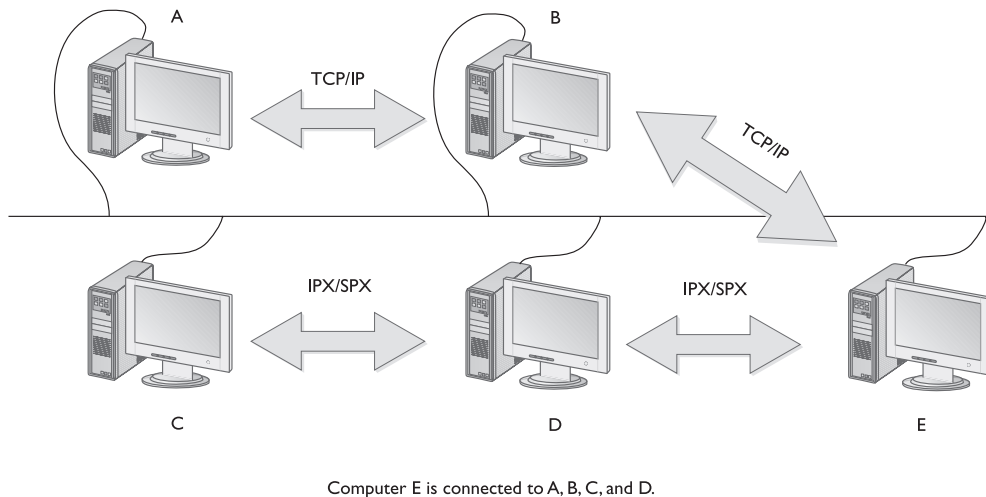 A
B
TCP/IP
TCP/IP
IPX/SPX
IPX/SPX
C
D
E
Computer E is connected to A, B, C, and D.